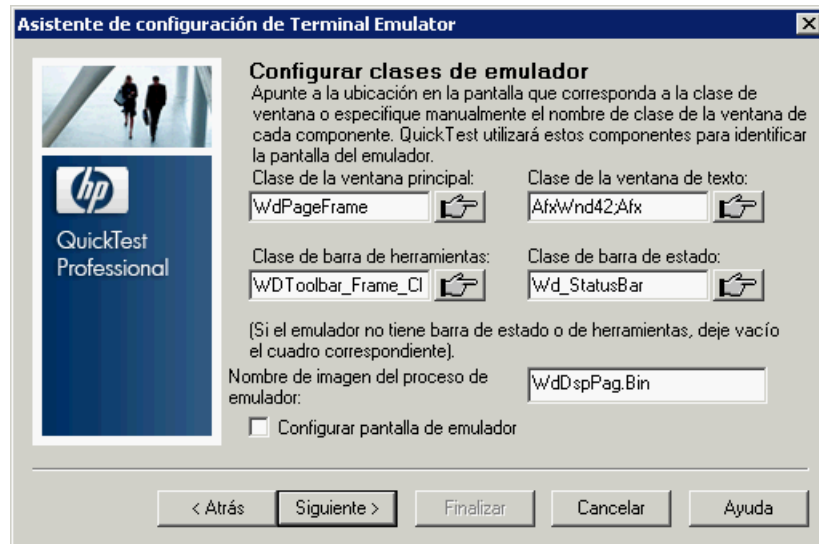 Asistente de configuración de Terminal Emulator
Configurar clases de emulador
Apunte a la ubicación en la pantalla que corresponda a la clase de
ventana o especifique manualmente el nombre de clase de la ventana de
cada componente. QuickTest utilizará estos componentes para identificar
la pantalla del emulador.
Clase de la ventana principal:
Clase de la ventana de texto:
WdPageFrame
AfxWnd42;Afx
hp
QuickTest
Professional
Clase de barra de herramientas:
Clase de barra de estado:
WDToolbar_Frame_Cl
Wd_StatusBar
(Si el emulador no tiene barra de estado o de herramientas, deje vacío
el cuadro correspondiente).
Nombre de imagen del proceso de
emulador:
WdDspPag.Bin
Configurar pantalla de emulador
< Atrás
Siguiente >
Finalizar
Cancelar
Ayuda